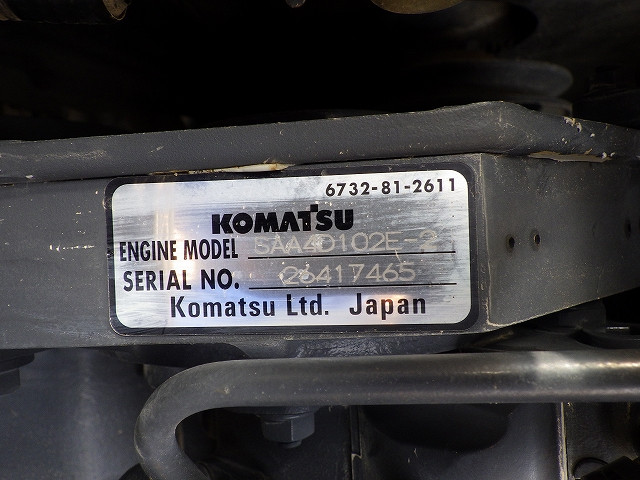 6732-81-2611
KOMATSU
ENGINE MODEL SAA4D102E-2
SERIAL NO. 26417465
Komatsu Ltd. Japan